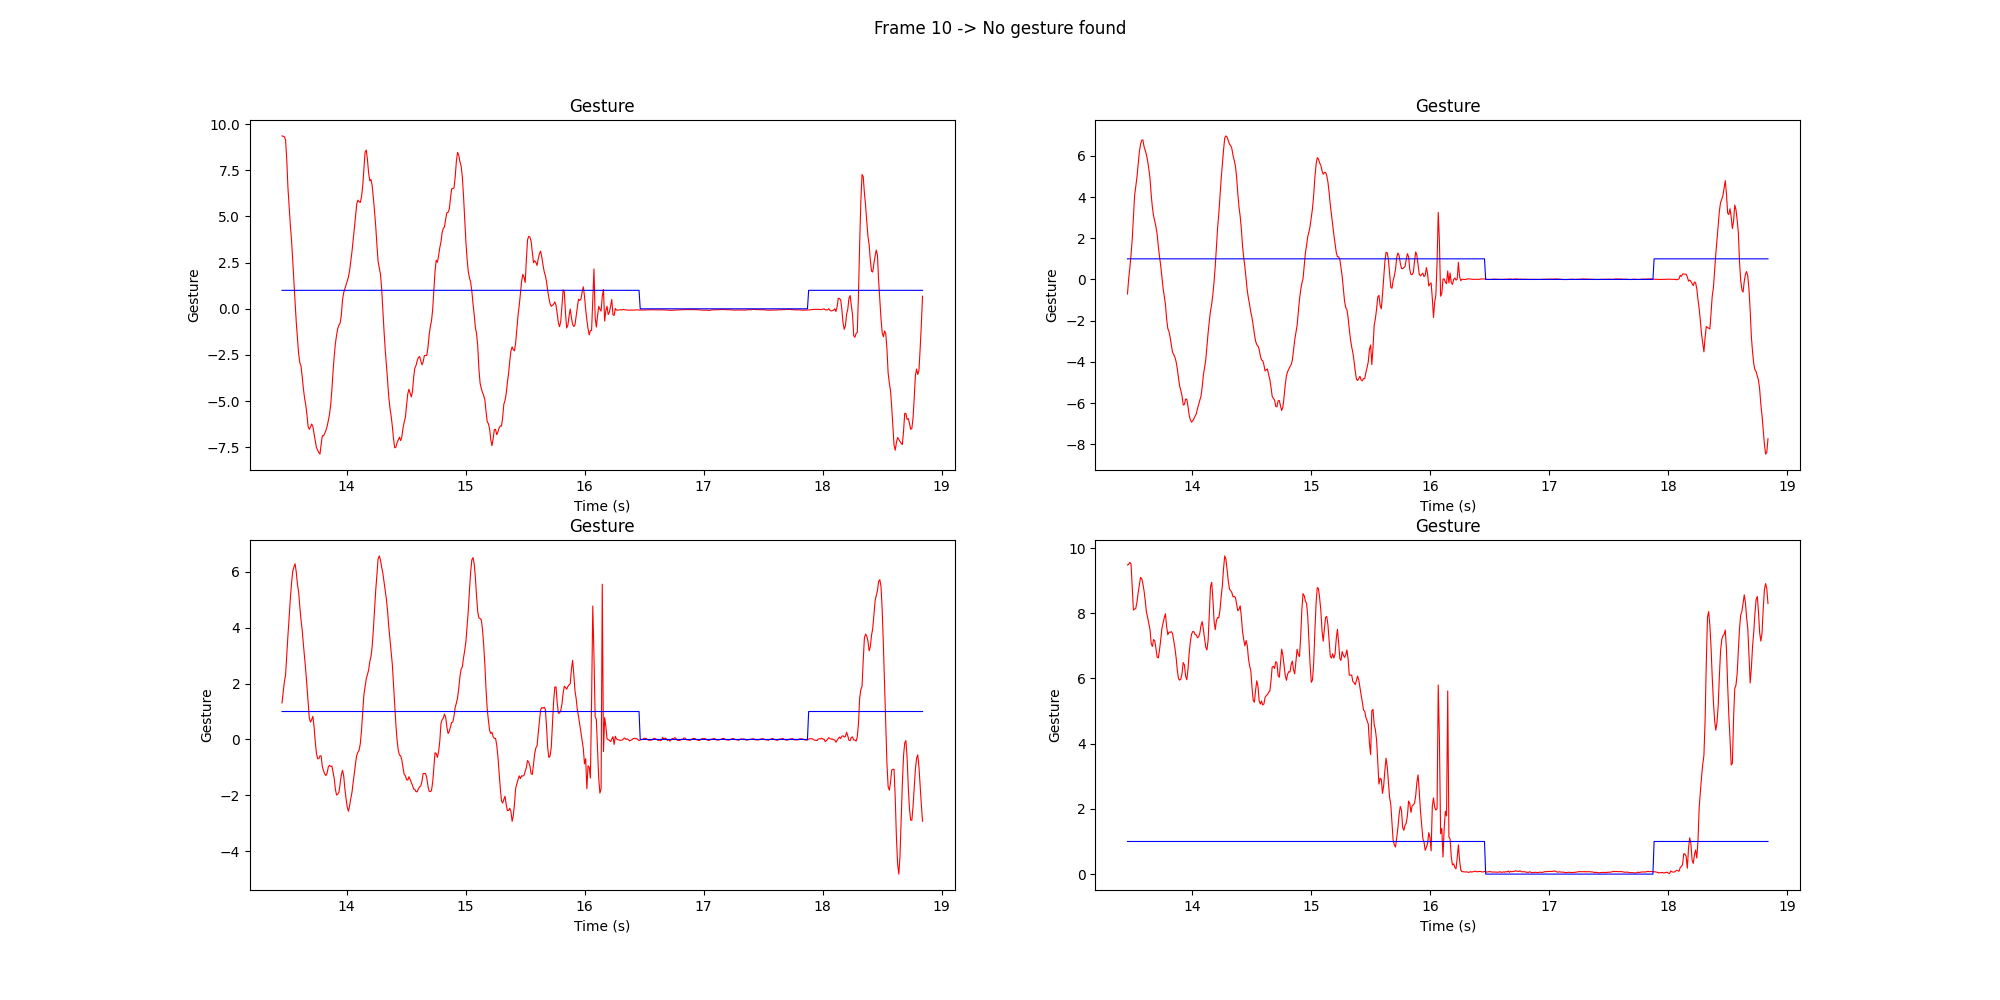 Frame 10 -> No gesture found
Gesture
Gesture
10.0
7.5
5.0
2.5
0.0
−2.5
−5.0
−7.5
Gesture
14 15 16 17 18 19
Time (s)
Gesture
6
4
2
0
−2
−4
−6
−8
Gesture
14 15 16 17 18 19
Time (s)
Gesture
6
4
2
0
−2
−4
Gesture
14 15 16 17 18 19
Time (s)
Gesture
10
8
6
4
2
0
14 15 16 17 18 19
Time (s)